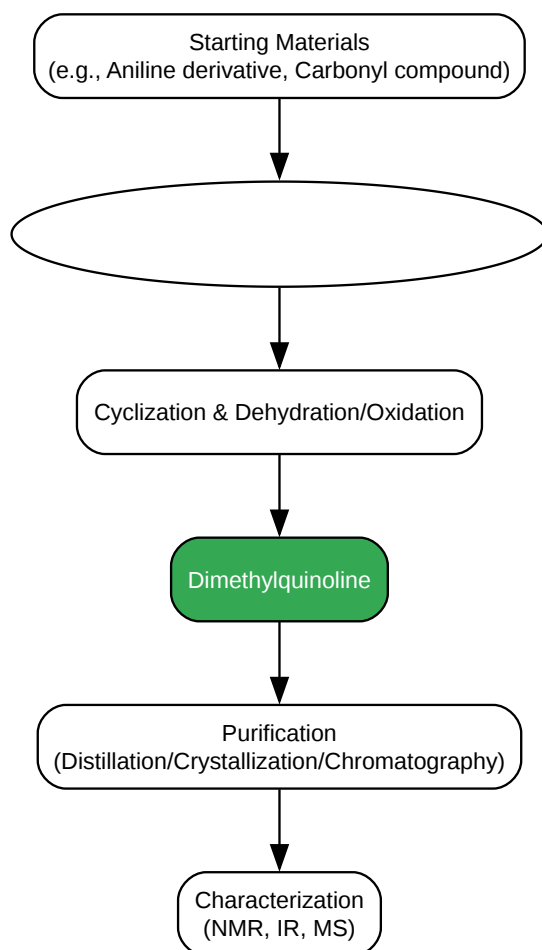 Starting Materials
(e.g., Aniline derivative, Carbonyl compound)
Cyclization & Dehydration/Oxidation
Dimethylquinoline
Purification
(Distillation/Crystallization/Chromatography)
Characterization
(NMR, IR, MS)